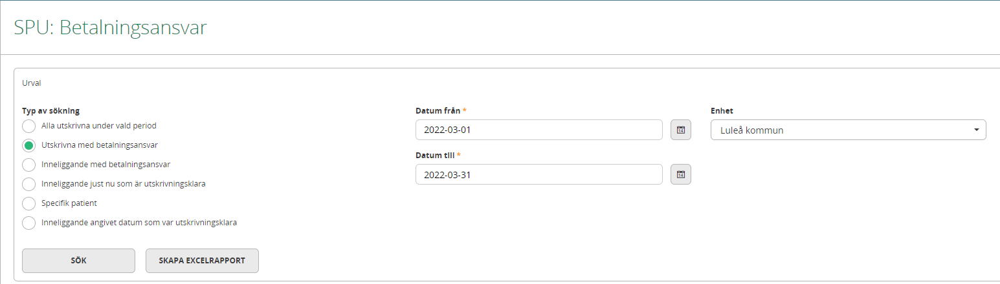 SPU: Betalningsansvar
Urval
Typ av sökning
Alla utskrivna under vald period
Utskrivna med betalningsansvar
Inneliggande med betalningsansvar
Inneliggande just nu som är utskrivningsklara
Specifik patient
Inneliggande angivet datum som var utskrivningsklara
Datum från *
2022-03-01
14
Datum till *
2022-03-31
14
Enhet
Luleå kommun
SÖK
SKAPA EXCELRAPPORT